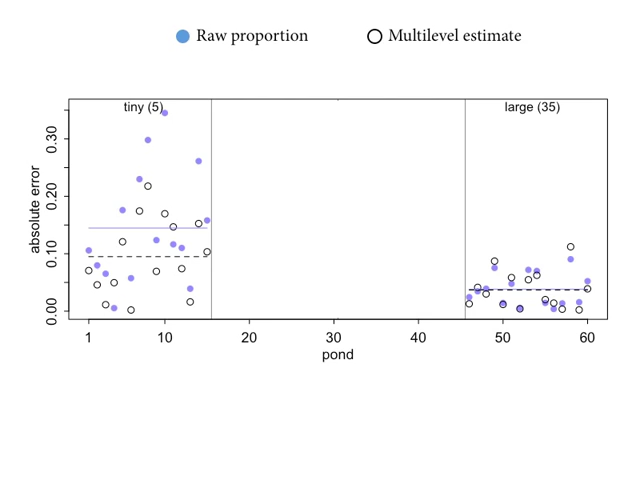 Raw proportion
Multilevel estimate
tiny (5)
large (35)
absolute error
0.30
0.20
0.10
0.00
1
10
20
30
40
50
60
pond